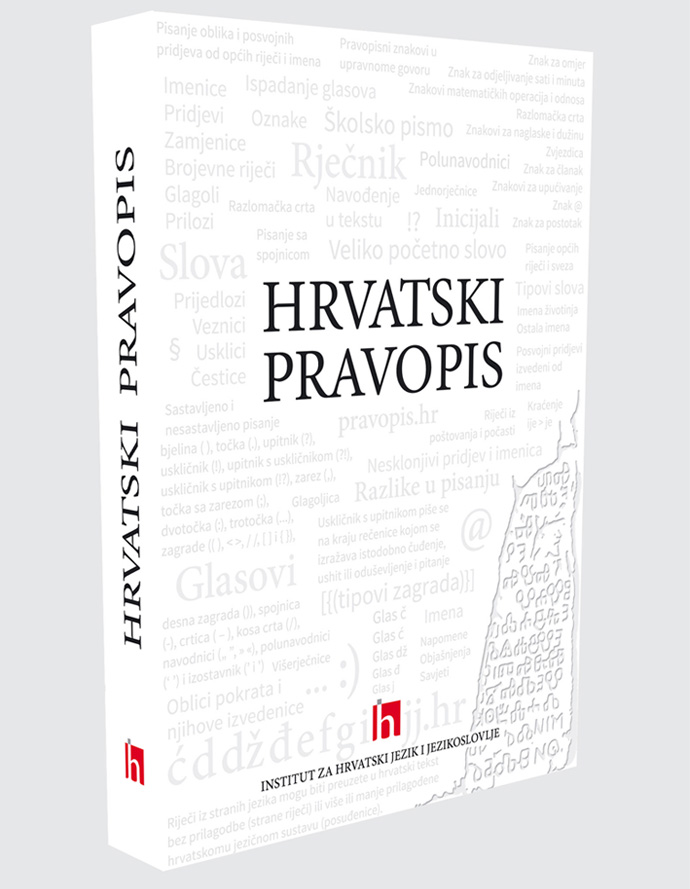 HRVATSKI PRAVOPIS
Pisanje oblika i posvojnih
pridjeva od općih riječi i imena
Pravopisni znakovi u
upravnome govoru
Znak za omjer
Znak za odjeljivanje sati i minuta
Znakovi matematičkih operacija i odnosa
Razlomačka crta
Znakovi za naglaske i dužinu
Zvjezdica
Znak za članak
Znakovi za upućivanje
Znak @
Znak za postotak
Imenice
Ispadanje glasova
Pridjevi
Oznake
Školsko pismo
Zamjenice
Rječnik
Polunavodnici
Brojevne riječi
Glagoli
Razlomačka crta
Navođenje
u tekstu
Jednorječnice
Prilozi
!?
Inicijali
Pisanje sa
spojnicom
Veliko početno slovo
Pisanje općih
riječi i sveza
Slova
Tipovi slova
Prijedlozi
Imena životinja
Ostala imena
Veznici
§
Usklici
Čestice
Posvojni pridjevi
izvedeni od
imena
HRVATSKI
PRAVOPIS
Sastavljeno i
nesastavljeno pisanje
pravopis.hr
Riječi iz
poštovanja i počasti
Kraćenje
ije > je
bjelina ( ), točka (.), upitnik (?),
uskličnik (!), upitnik s uskličnikom (?!),
uskličnik s upitnikom (!?), zarez (,),
točka sa zarezom (;),
dvotočka (:), trotočka (...),
zagrade (( ), < >, / /, [ ] i { }),
Glagoljica
Nesklonjivi pridjev i imenica
Razlike u pisanju
Uskličnik s upitnikom piše se
na kraju rečenice kojom se
izražava istodobno čuđenje,
ushit ili oduševljenje i pitanje
@
Glasovi
[{(tipovi zagrada)}]
desna zagrada ()), spojnica
(-), crtica ( – ), kosa crta (/),
navodnici („ ”, > <), polunavodnici
(' ') i izostavnik (' i ‛)
Višerječnice
Glas č
Glas ć
Glas dž
Glas đ
Glas j
Imena
Napomene
Objašnjenja
Savjeti
Oblici pokrata i
njihove izvedenice
... :)
ćddžđefgi
jj.hr
h
h
INSTITUT ZA HRVATSKI JEZIK I JEZIKOSLOVLJE
Riječi iz stranih jezika mogu biti preuzete u hrvatski tekst
bez prilagodbe (strane riječi) ili više ili manje prilagođene
hrvatskomu jezičnom sustavu (posuđenice).